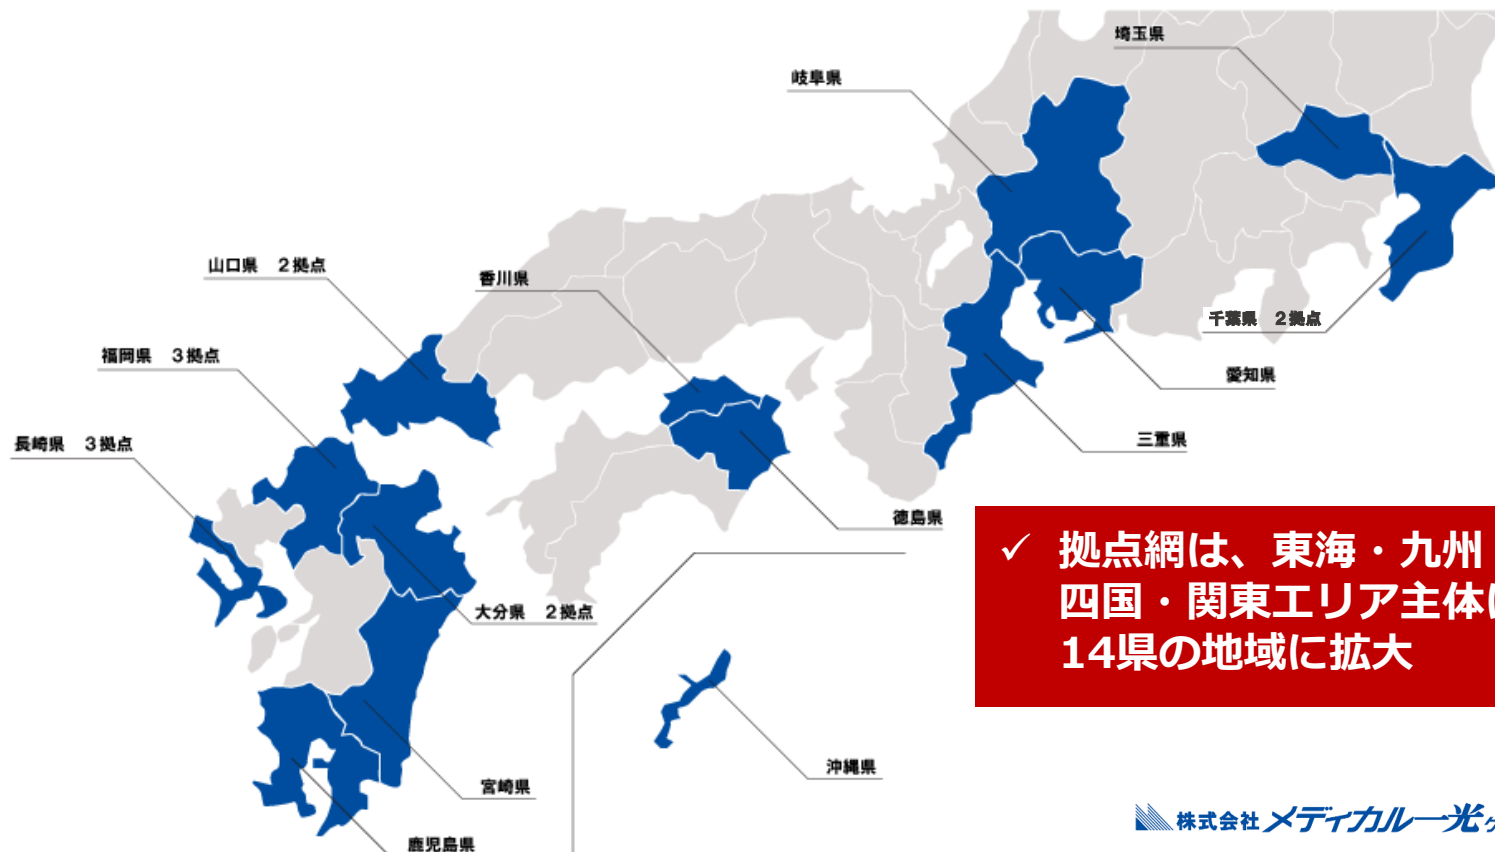 埼玉県
岐阜県
山口県 2拠点
香川県
千葉県 2拠点
福岡県 3拠点
愛知県
長崎県 3拠点
三重県
徳島県
大分県 2拠点
✓ 拠点網は、東海・九州
四国・関東エリア主体に
14県の地域に拡大
沖縄県
宮崎県
鹿児島県
株式会社 メディカル一光グ